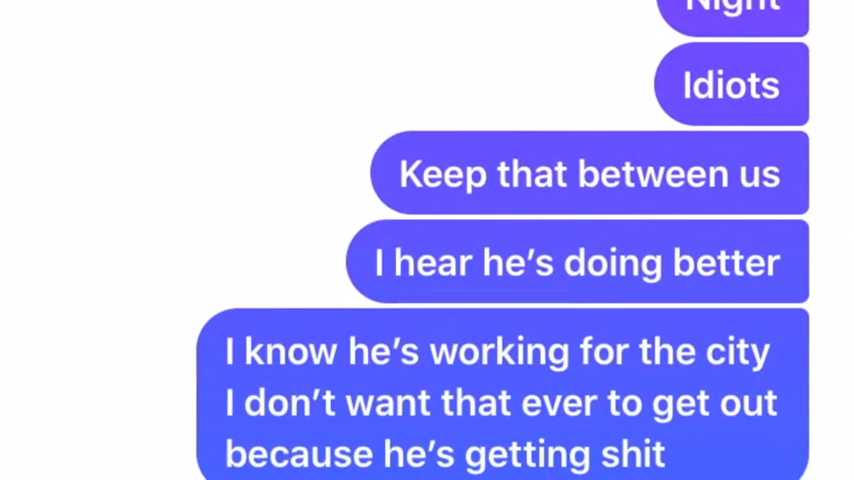 Night
Idiots
Keep that between us
I hear he's doing better
I know he's working for the city
I don't want that ever to get out
because he's getting shit